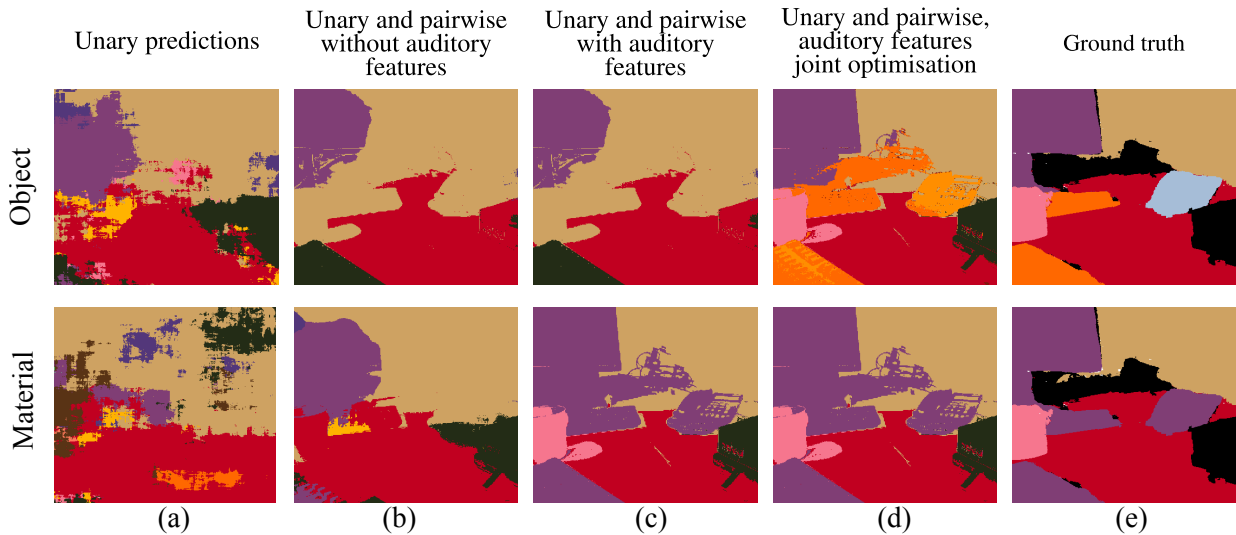 Unary predictions
Unary and pairwise
without auditory
features
Unary and pairwise
with auditory
features
Unary and pairwise,
auditory features
joint optimisation
Ground truth
Object
Material
(a)
(b)
(c)
(d)
(e)